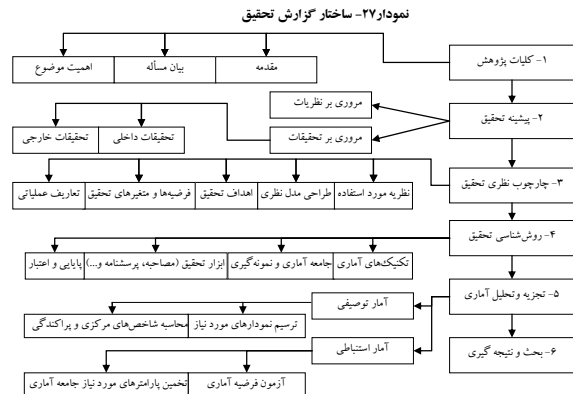 نمودار۲۷- ساختار گزارش تحقیق
۱- کلیات پژوهش
مقدمه
بیان مسأله
اهمیت موضوع
۲- پیشینه تحقیق
مروری بر نظریات
مروری بر تحقیقات
تحقیقات داخلی
تحقیقات خارجی
۳- چارچوب نظری تحقیق
نظریه مورد استفاده
طراحی مدل نظری
اهداف تحقیق
فرضیه‌ها و متغیرهای تحقیق
تعاریف عملیاتی
۴- روش‌شناسی تحقیق
تکنیک‌های آماری
جامعه آماری و نمونه‌گیری
ابزار تحقیق (مصاحبه، پرسشنامه و...)
پایایی و اعتبار
۵- تجزیه وتحلیل آماری
آمار توصیفی
ترسیم نمودارهای مورد نیاز
محاسبه شاخص‌های مرکزی و پراکندگی
آمار استنباطی
آزمون فرضیه آماری
تخمین پارامترهای مورد نیاز جامعه آماری
۶- بحث و نتیجه گیری